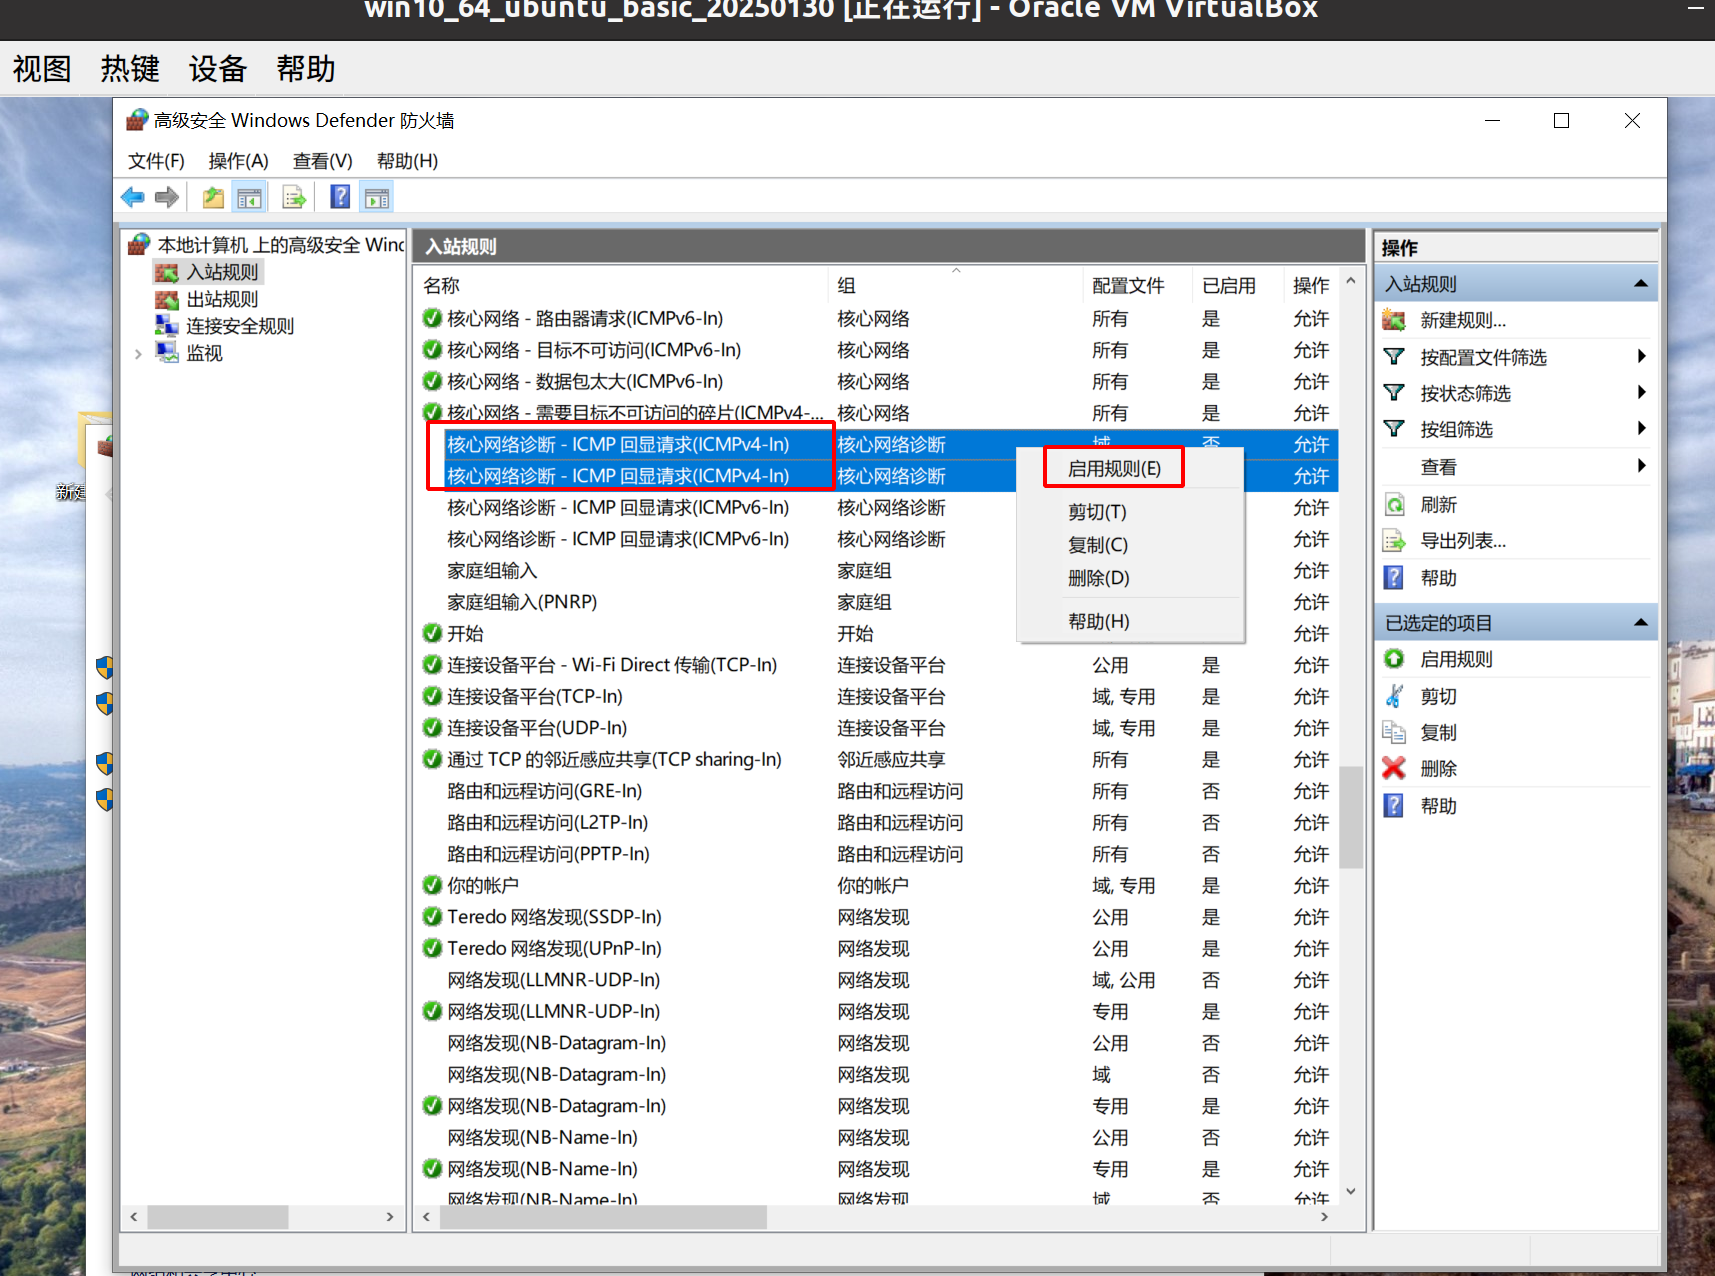 win10_64_ubuntu_basic_20250130 [正在运行] - Oracle VM VirtualBox
视图 热键 设备 帮助
高级安全 Windows Defender 防火墙
文件(F) 操作(A) 查看(V) 帮助(H)
本地计算机 上的高级安全 Wind
入站规则
出站规则
连接安全规则
监视
新建
入站规则
名称 组 配置文件 已启用 操作
核心网络 - 路由器请求(ICMPv6-In) 核心网络 所有 是 允许
核心网络 - 目标不可访问(ICMPv6-In) 核心网络 所有 是 允许
核心网络 - 数据包太大(ICMPv6-In) 核心网络 所有 是 允许
核心网络 - 需要目标不可访问的碎片(ICMPv4-... 核心网络 所有 是 允许
核心网络诊断 - ICMP 回显请求(ICMPv4-In) 核心网络诊断 域 否 允许
核心网络诊断 - ICMP 回显请求(ICMPv4-In) 核心网络诊断 允许
核心网络诊断 - ICMP 回显请求(ICMPv6-In) 核心网络诊断 允许
核心网络诊断 - ICMP 回显请求(ICMPv6-In) 核心网络诊断 允许
家庭组输入 家庭组 允许
家庭组输入(PNRP) 家庭组 允许
开始 开始 允许
连接设备平台 - Wi-Fi Direct 传输(TCP-In) 连接设备平台 公用 是 允许
连接设备平台(TCP-In) 连接设备平台 域, 专用 是 允许
连接设备平台(UDP-In) 连接设备平台 域, 专用 是 允许
通过 TCP 的邻近感应共享(TCP sharing-In) 邻近感应共享 所有 是 允许
路由和远程访问(GRE-In) 路由和远程访问 所有 否 允许
路由和远程访问(L2TP-In) 路由和远程访问 所有 否 允许
路由和远程访问(PPTP-In) 路由和远程访问 所有 否 允许
你的帐户 你的帐户 域, 专用 是 允许
Teredo 网络发现(SSDP-In) 网络发现 公用 是 允许
Teredo 网络发现(UPnP-In) 网络发现 公用 是 允许
网络发现(LLMNR-UDP-In) 网络发现 域, 公用 否 允许
网络发现(LLMNR-UDP-In) 网络发现 专用 是 允许
网络发现(NB-Datagram-In) 网络发现 公用 否 允许
网络发现(NB-Datagram-In) 网络发现 域 否 允许
网络发现(NB-Datagram-In) 网络发现 专用 是 允许
网络发现(NB-Name-In) 网络发现 公用 否 允许
网络发现(NB-Name-In) 网络发现 专用 是 允许
网络发现(NB-Name-In) 网络发现 域 否 允许
启用规则(E)
剪切(T)
复制(C)
删除(D)
帮助(H)
操作
入站规则
新建规则...
按配置文件筛选
按状态筛选
按组筛选
查看
刷新
导出列表...
帮助
已选定的项目
启用规则
剪切
复制
删除
帮助